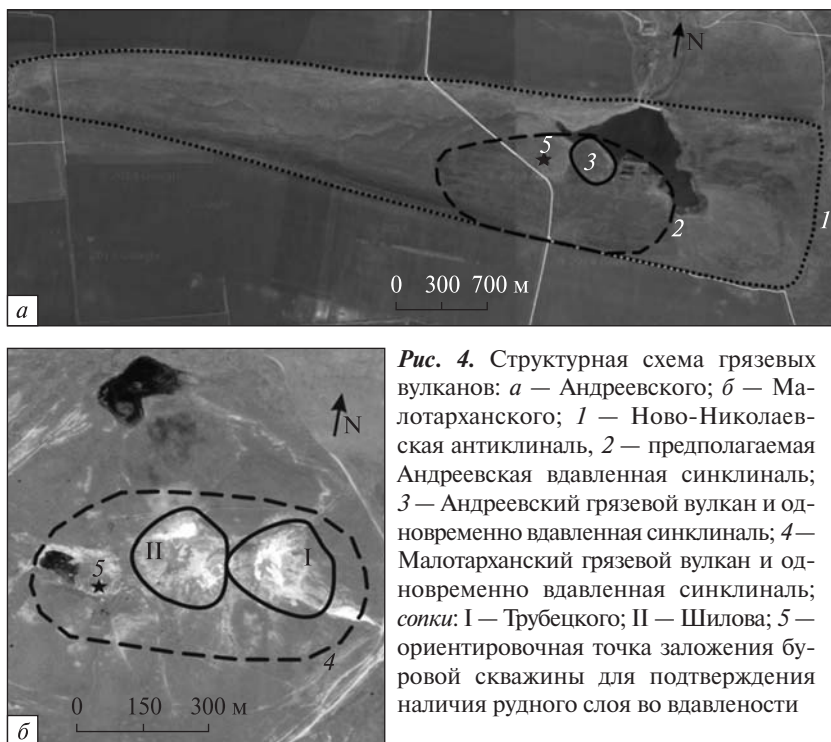 N
5
3
2
1
0 300 700 м
а
Рис. 4. Структурная схема грязевых
вулканов: а — Андреевского; б — Ма-
лотарханского; 1 — Ново-Николаев-
ская антиклиналь, 2 — предполагаемая
Андреевская вдавленная синклиналь;
3 — Андреевский грязевой вулкан и од-
новременно вдавленная синклиналь; 4 —
Малотарханский грязевой вулкан и од-
новременно вдавленная синклиналь;
сопки: I — Трубецкого; II — Шилова; 5 —
ориентировочная точка заложения бу-
ровой скважины для подтверждения
наличия рудного слоя во вдавлености
N
II
I
5
4
0 150 300 м
б